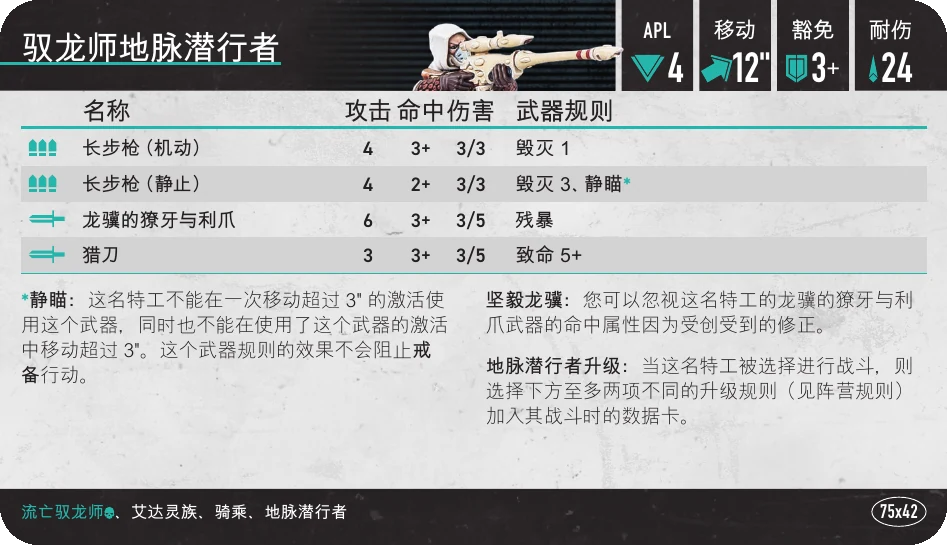 驭龙师地脉潜行者
APL 移动 豁免 耐伤
4 12" 3+ 24
名称 攻击 命中 伤害 武器规则
长步枪（机动） 4 3+ 3/3 毁灭 1
长步枪（静止） 4 2+ 3/3 毁灭 3、静瞄*
龙骥的獠牙与利爪 6 3+ 3/5 残暴
猎刀 3 3+ 3/5 致命 5+
*静瞄：这名特工不能在一次移动超过 3" 的激活使
用这个武器，同时也不能在使用了这个武器的激活
中移动超过 3"。这个武器规则的效果不会阻止戒
备行动。
坚毅龙骥：您可以忽视这名特工的龙骥的獠牙与利
爪武器的命中属性因为受创受到的修正。
地脉潜行者升级：当这名特工被选择进行战斗，则
选择下方至多两项不同的升级规则（见阵营规则）
加入其战斗时的数据卡。
流亡驭龙师、艾达灵族、骑乘、地脉潜行者
75x42